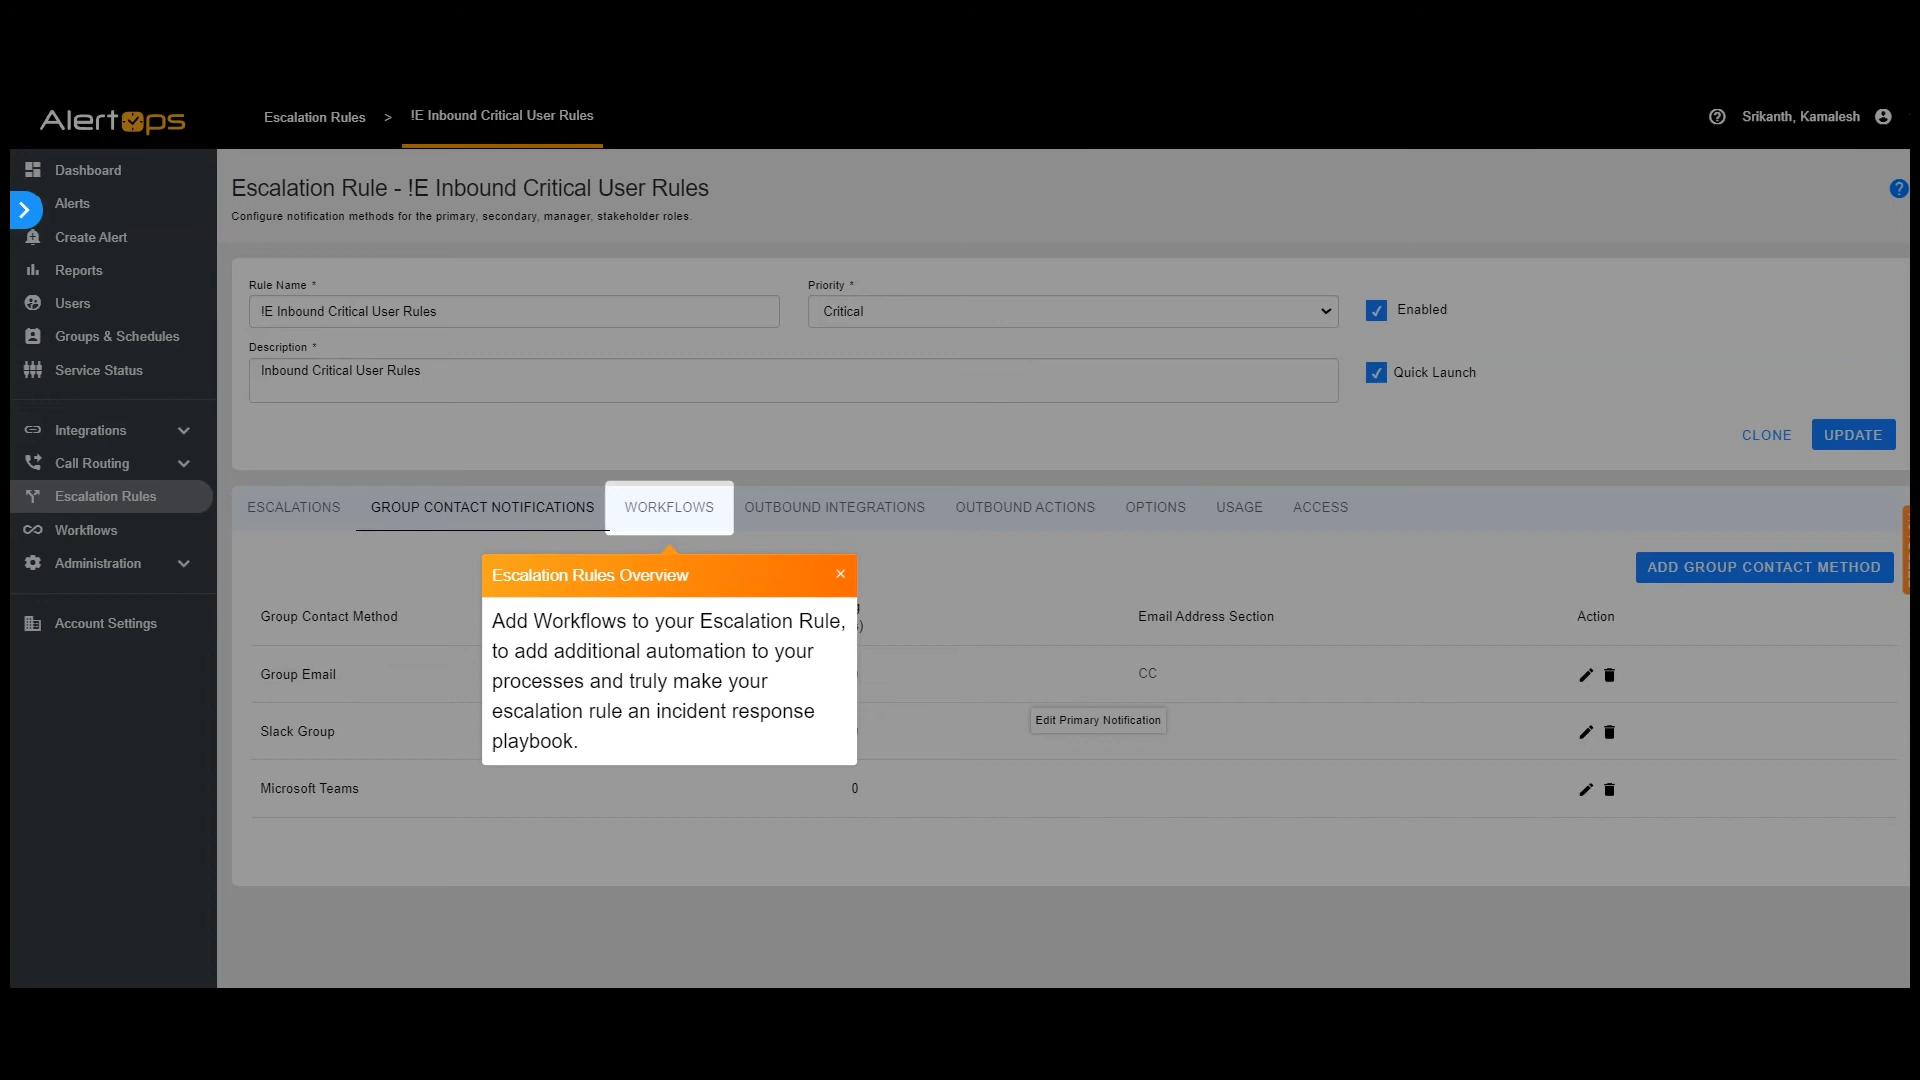 AlertOps
Escalation Rules > !E Inbound Critical User Rules
Srikanth, Kamalesh
Dashboard
Alerts
Create Alert
Reports
Users
Groups & Schedules
Service Status
Integrations
Call Routing
Escalation Rules
Workflows
Administration
Account Settings
Escalation Rule - !E Inbound Critical User Rules
Configure notification methods for the primary, secondary, manager, stakeholder roles.
Rule Name *
!E Inbound Critical User Rules
Priority *
Critical
Enabled
Description *
Inbound Critical User Rules
Quick Launch
CLONE
UPDATE
ESCALATIONS
GROUP CONTACT NOTIFICATIONS
WORKFLOWS
OUTBOUND INTEGRATIONS
OUTBOUND ACTIONS
OPTIONS
USAGE
ACCESS
Escalation Rules Overview
Add Workflows to your Escalation Rule,
to add additional automation to your
processes and truly make your
escalation rule an incident response
playbook.
ADD GROUP CONTACT METHOD
Group Contact Method
Email Address Section
Action
Group Email
CC
Slack Group
Edit Primary Notification
Microsoft Teams
0